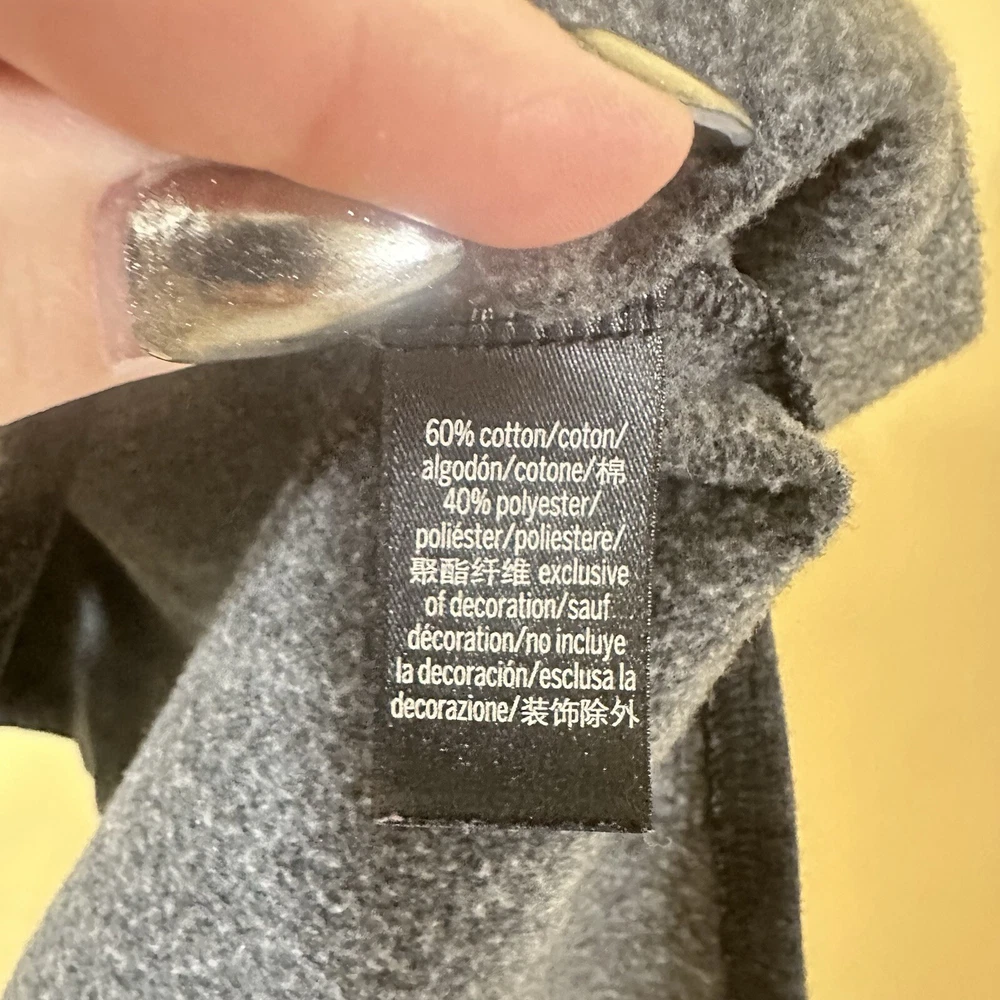 60% cotton/coton/
algodón/cotone/棉
40% polyester/
poliéster/poliestere/
聚酯纤维 exclusive
of decoration/sauf
décoration/no incluye
la decoración/esclusa la
decorazione/装饰除外